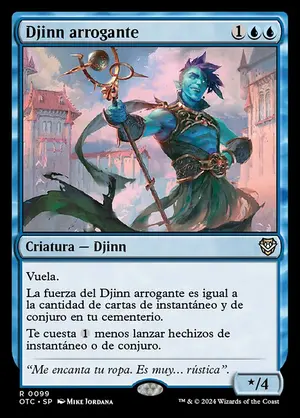 Djinn arrogante 1
Criatura — Djinn
Vuela.
La fuerza del Djinn arrogante es igual a
la cantidad de cartas de instantáneo y de
conjuro en tu cementerio.
Te cuesta 1 menos lanzar hechizos de
instantáneo o de conjuro.
“Me encanta tu ropa. Es muy... rústica”.
*/4
R 0099
OTC • SP Mike Jordana
™ & © 2024 Wizards of the Coast